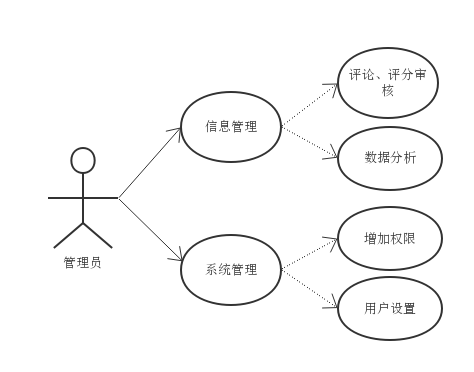 评论、评分审
核
信息管理
数据分析
管理员
增加权限
系统管理
用户设置